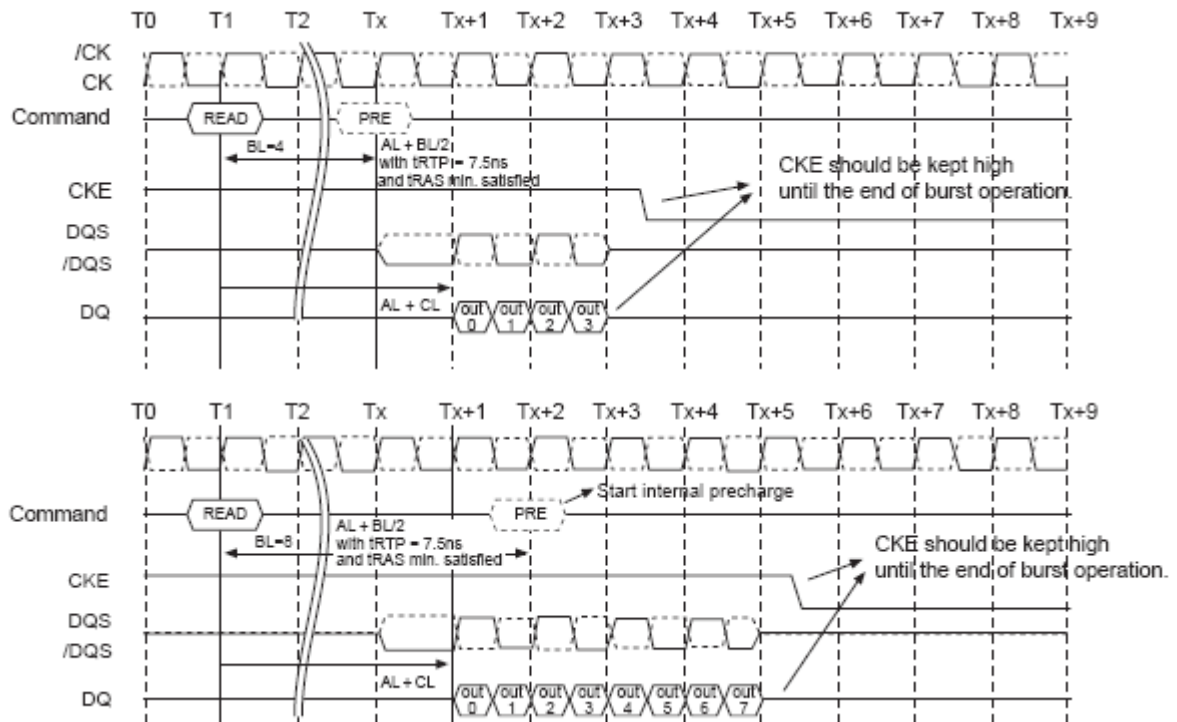 T0 T1 T2 Tx Tx+1 Tx+2 Tx+3 Tx+4 Tx+5 Tx+6 Tx+7 Tx+8 Tx+9
/CK
CK
Command READ PRE
BL=4
AL + BL/2
with tRTP = 7.5ns
and tRAS min. satisfied
CKE should be kept high
until the end of burst operation.
CKE
DQS
/DQS
AL + CL
DQ out 0 out 1 out 2 out 3
T0 T1 T2 Tx Tx+1 Tx+2 Tx+3 Tx+4 Tx+5 Tx+6 Tx+7 Tx+8 Tx+9
Start internal precharge
Command READ PRE
BL=8
AL + BL/2
with tRTP = 7.5ns
and tRAS min. satisfied
CKE should be kept high
until the end of burst operation.
CKE
DQS
/DQS
AL + CL
DQ out 0 out 1 out 2 out 3 out 4 out 5 out 6 out 7